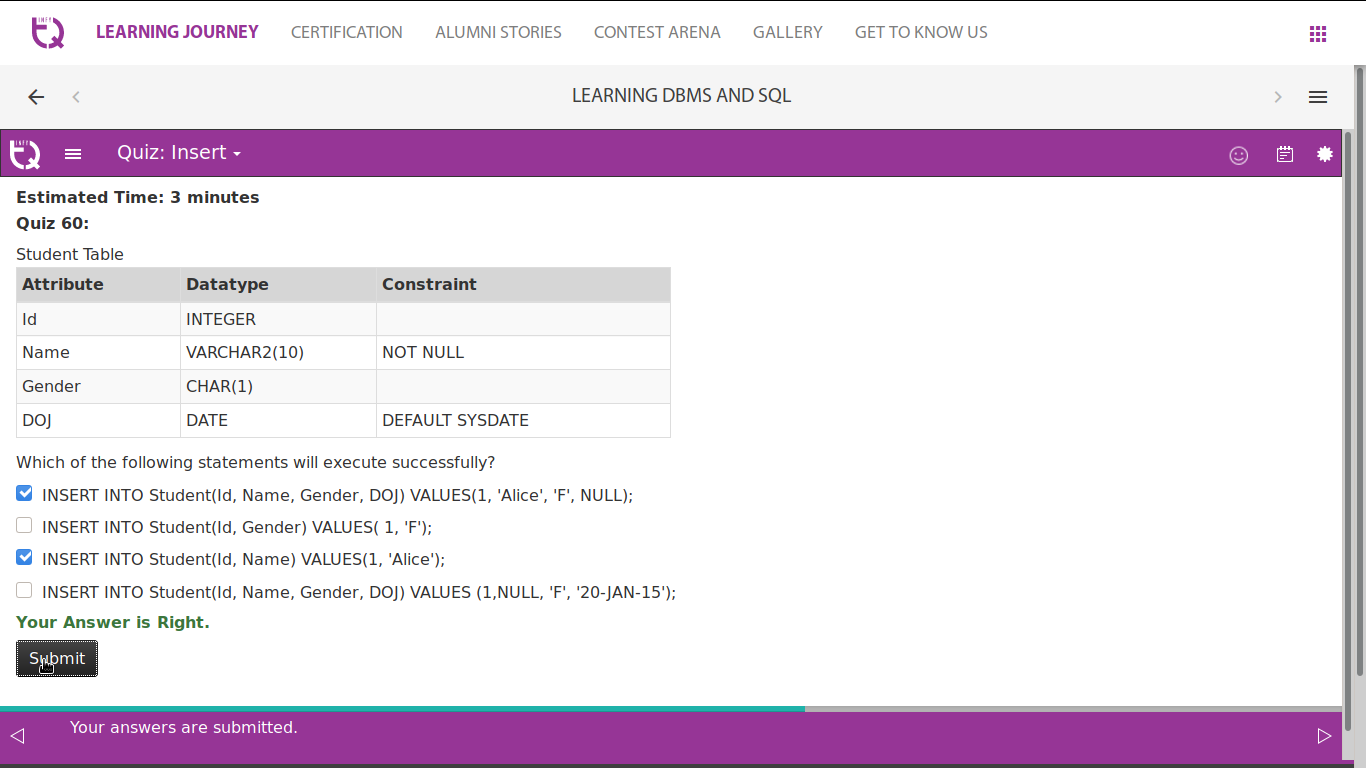 INFY TQ
LEARNING JOURNEY CERTIFICATION ALUMNI STORIES CONTEST ARENA GALLERY GET TO KNOW US
LEARNING DBMS AND SQL
INFY TQ
Quiz: Insert
Estimated Time: 3 minutes
Quiz 60:
Student Table
Attribute Datatype Constraint
Id INTEGER
Name VARCHAR2(10) NOT NULL
Gender CHAR(1)
DOJ DATE DEFAULT SYSDATE
Which of the following statements will execute successfully?
INSERT INTO Student(Id, Name, Gender, DOJ) VALUES(1, 'Alice', 'F', NULL);
INSERT INTO Student(Id, Gender) VALUES( 1, 'F');
INSERT INTO Student(Id, Name) VALUES(1, 'Alice');
INSERT INTO Student(Id, Name, Gender, DOJ) VALUES (1,NULL, 'F', '20-JAN-15');
Your Answer is Right.
Submit
Your answers are submitted.